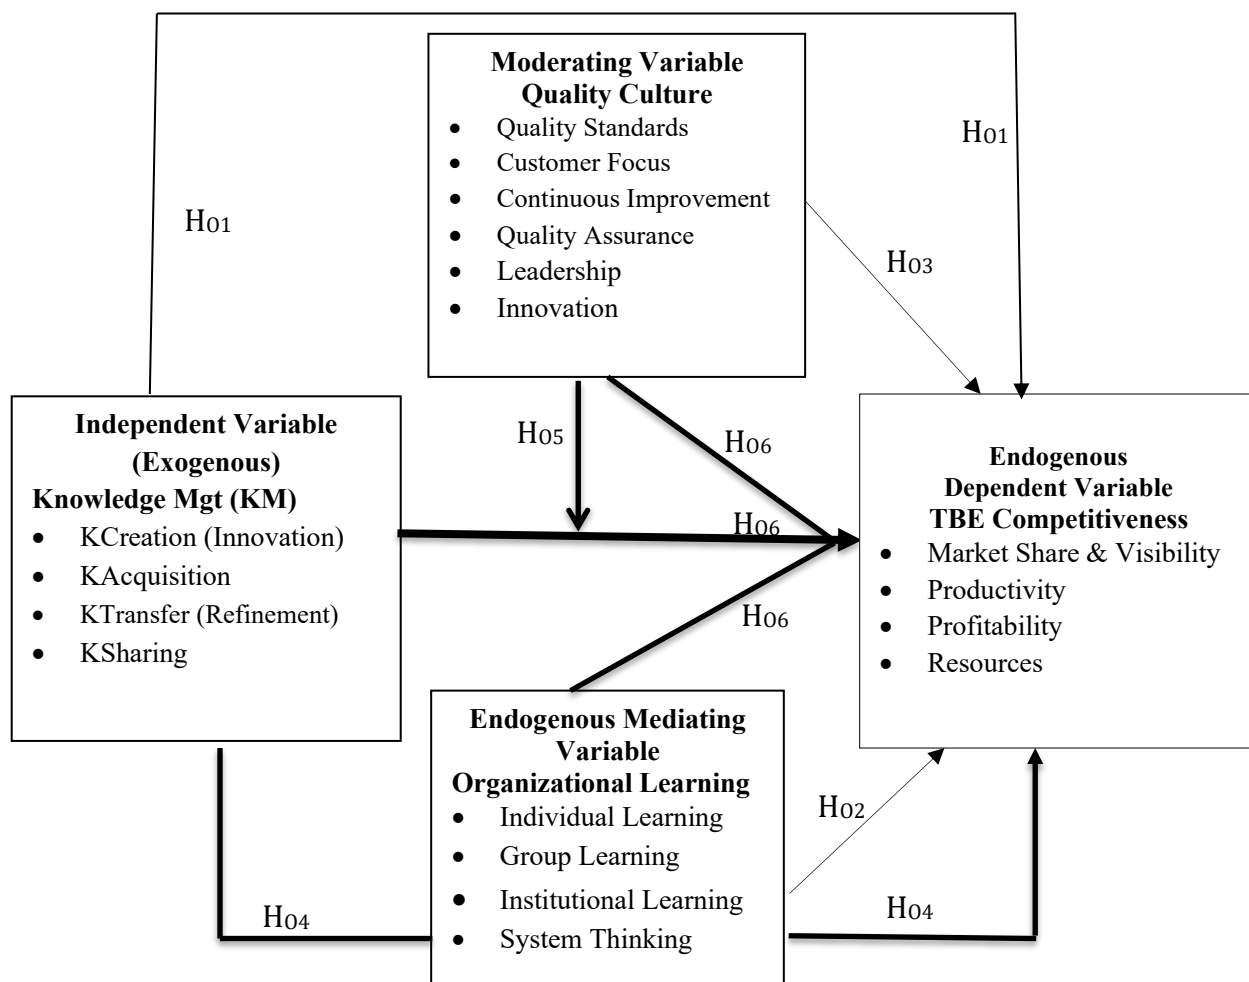 Moderating Variable
Quality Culture
• Quality Standards
• Customer Focus
• Continuous Improvement
• Quality Assurance
• Leadership
• Innovation
H01
H01
H03
Independent Variable
(Exogenous)
Knowledge Mgt (KM)
• KCreation (Innovation)
• KAcquisition
• KTransfer (Refinement)
• KSharing
H05
H06
H06
H06
Endogenous
Dependent Variable
TBE Competitiveness
• Market Share & Visibility
• Productivity
• Profitability
• Resources
Endogenous Mediating
Variable
Organizational Learning
• Individual Learning
• Group Learning
• Institutional Learning
• System Thinking
H02
H04
H04